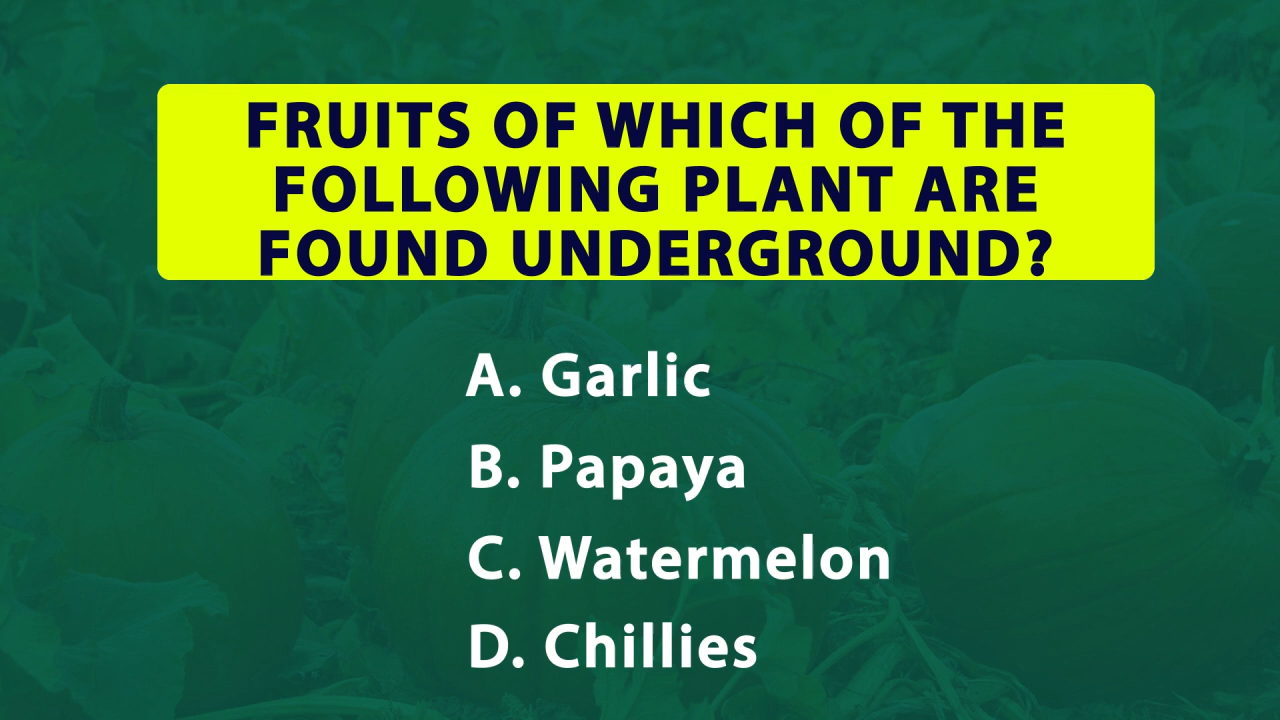 FRUITS OF WHICH OF THE
FOLLOWING PLANT ARE
FOUND UNDERGROUND?
A. Garlic
B. Papaya
C. Watermelon
D. Chillies